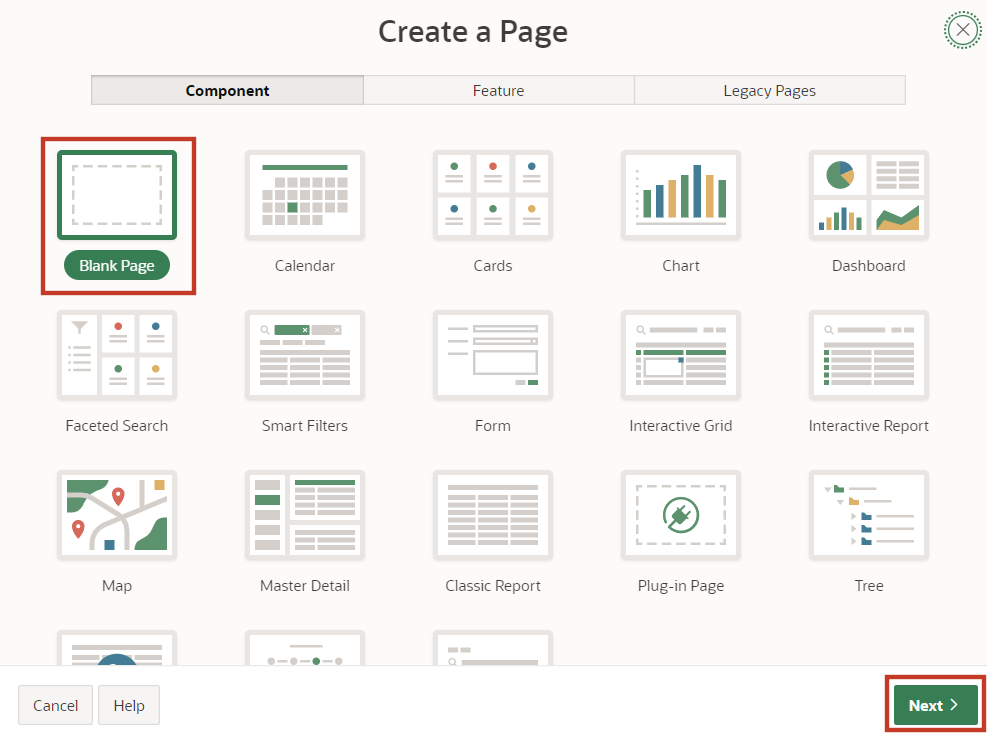 Create a Page
Component Feature Legacy Pages
Blank Page Calendar Cards Chart Dashboard
Faceted Search Smart Filters Form Interactive Grid Interactive Report
Map Master Detail Classic Report Plug-in Page Tree
Cancel Help Next